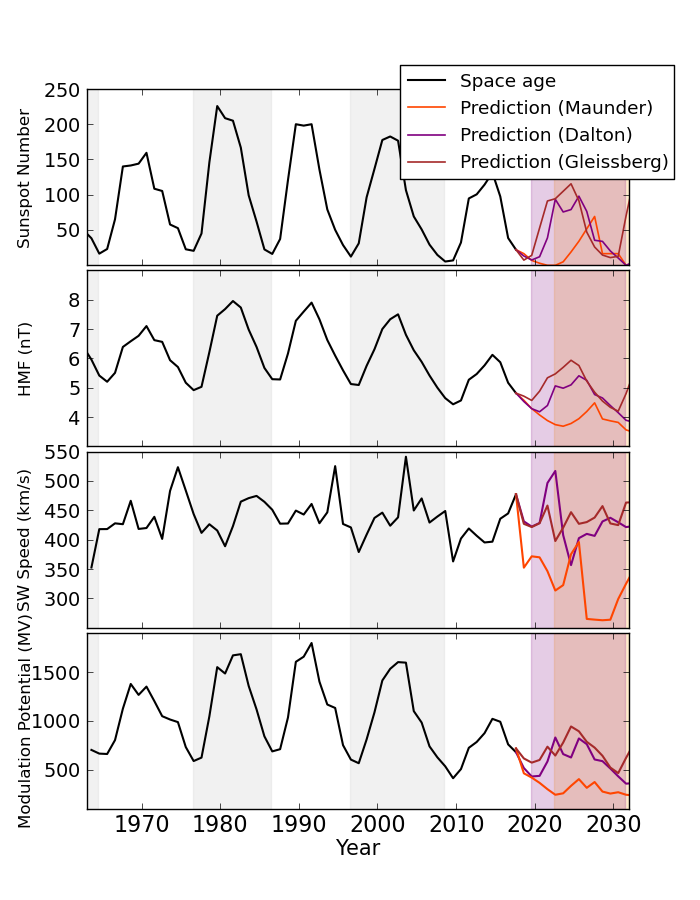 Space age
Prediction (Maunder)
Prediction (Dalton)
Prediction (Gleissberg)
250
200
150
100
50
Sunspot Number
8
7
6
5
4
HMF (nT)
550
500
450
400
350
300
SW Speed (km/s)
1500
1000
500
Modulation Potential (MV)
1970 1980 1990 2000 2010 2020 2030
Year